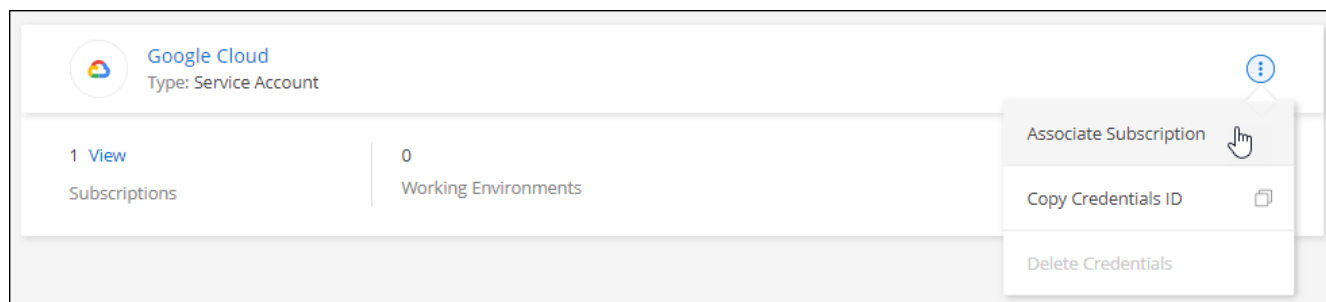 Google Cloud
Type: Service Account
1 View
Subscriptions
0
Working Environments
Associate Subscription
Copy Credentials ID
Delete Credentials